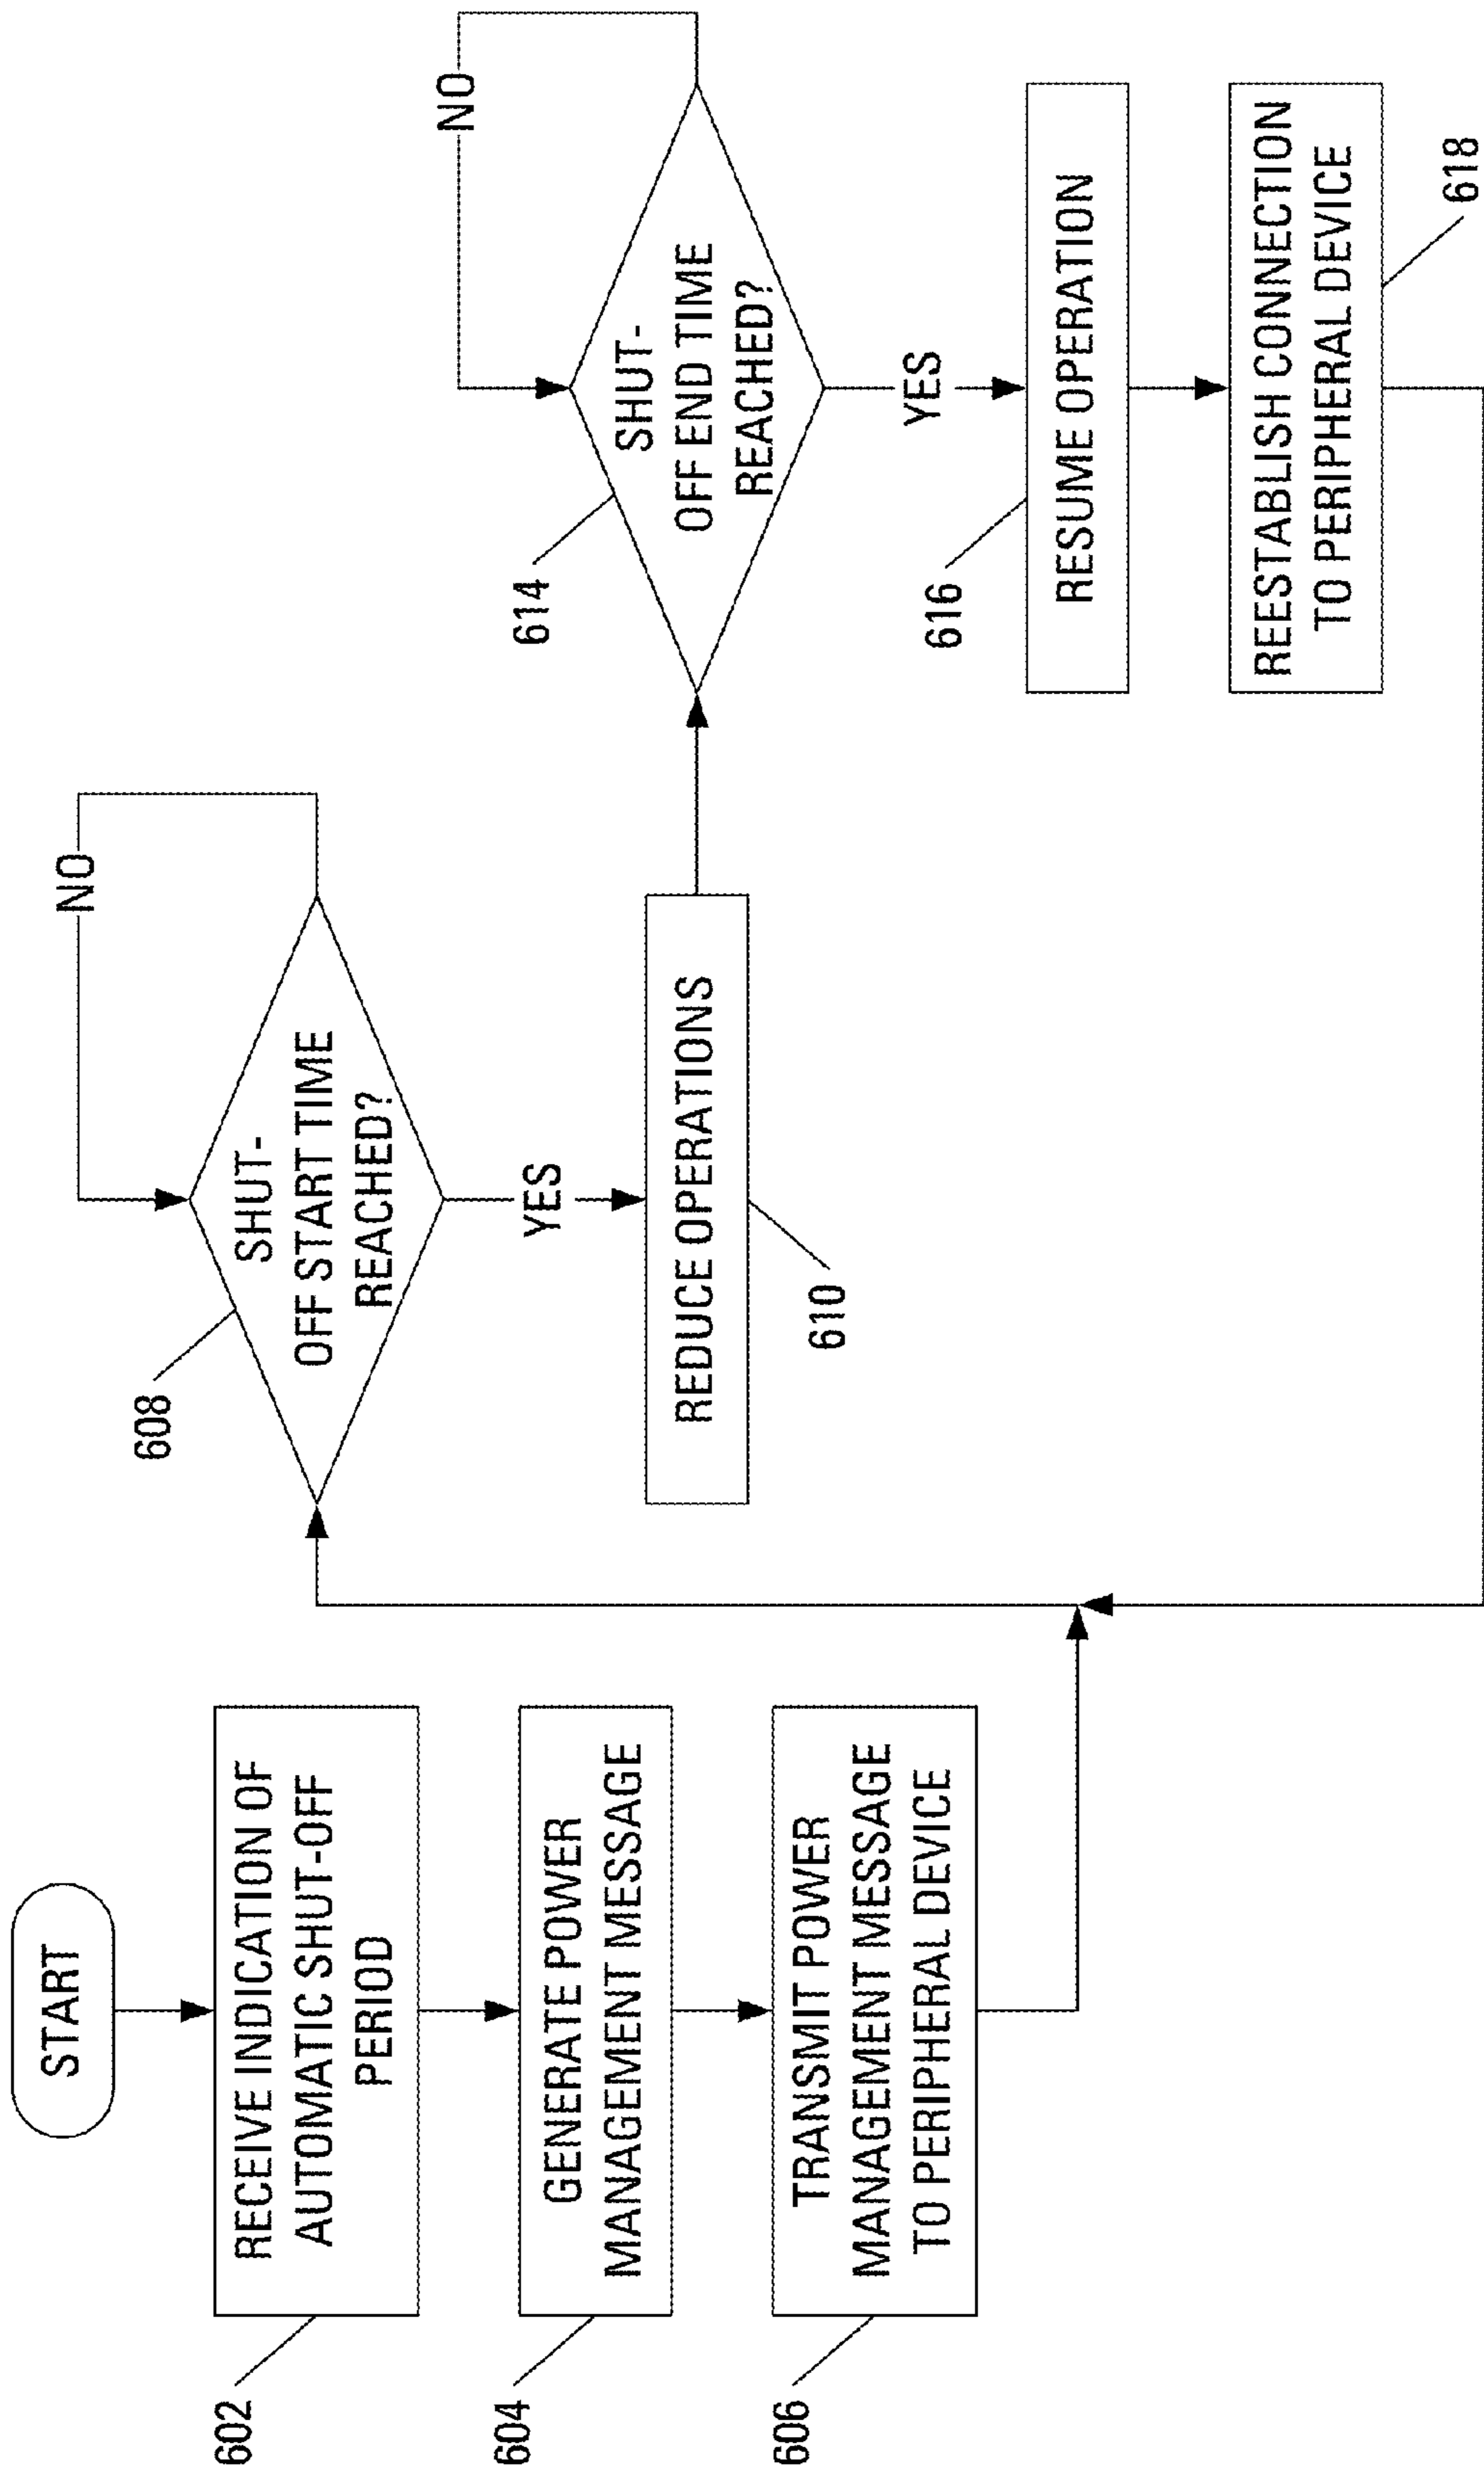 START
RECEIVE INDICATION OF
AUTOMATIC SHUT-OFF
PERIOD
602
GENERATE POWER
MANAGEMENT MESSAGE
604
TRANSMIT POWER
MANAGEMENT MESSAGE
TO PERIPHERAL DEVICE
606
NO
SHUT-
OFF START TIME
REACHED?
608
YES
REDUCE OPERATIONS
610
NO
SHUT-
OFF END TIME
REACHED?
614
YES
RESUME OPERATION
616
REESTABLISH CONNECTION
TO PERIPHERAL DEVICE
618